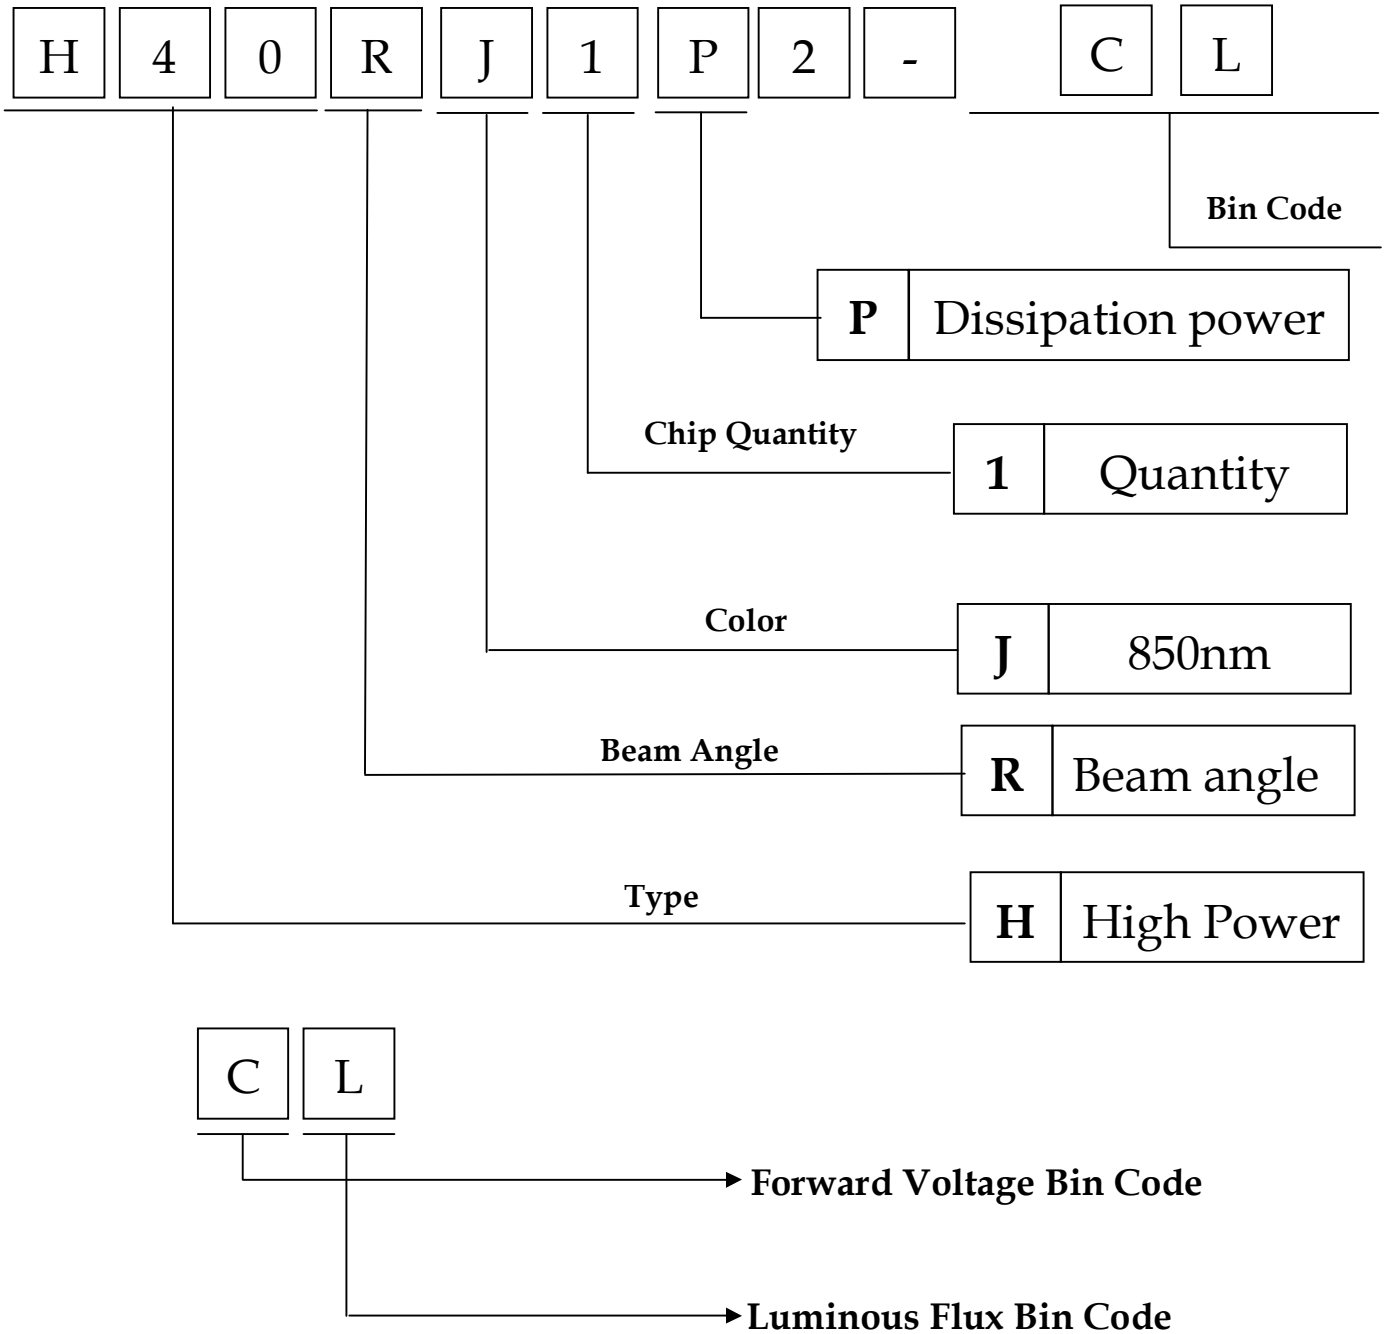 H 4 0 R J 1 P 2 - C L
Bin Code
P Dissipation power
Chip Quantity
1 Quantity
Color
J 850nm
Beam Angle
R Beam angle
Type
H High Power
C L
Forward Voltage Bin Code
Luminous Flux Bin Code